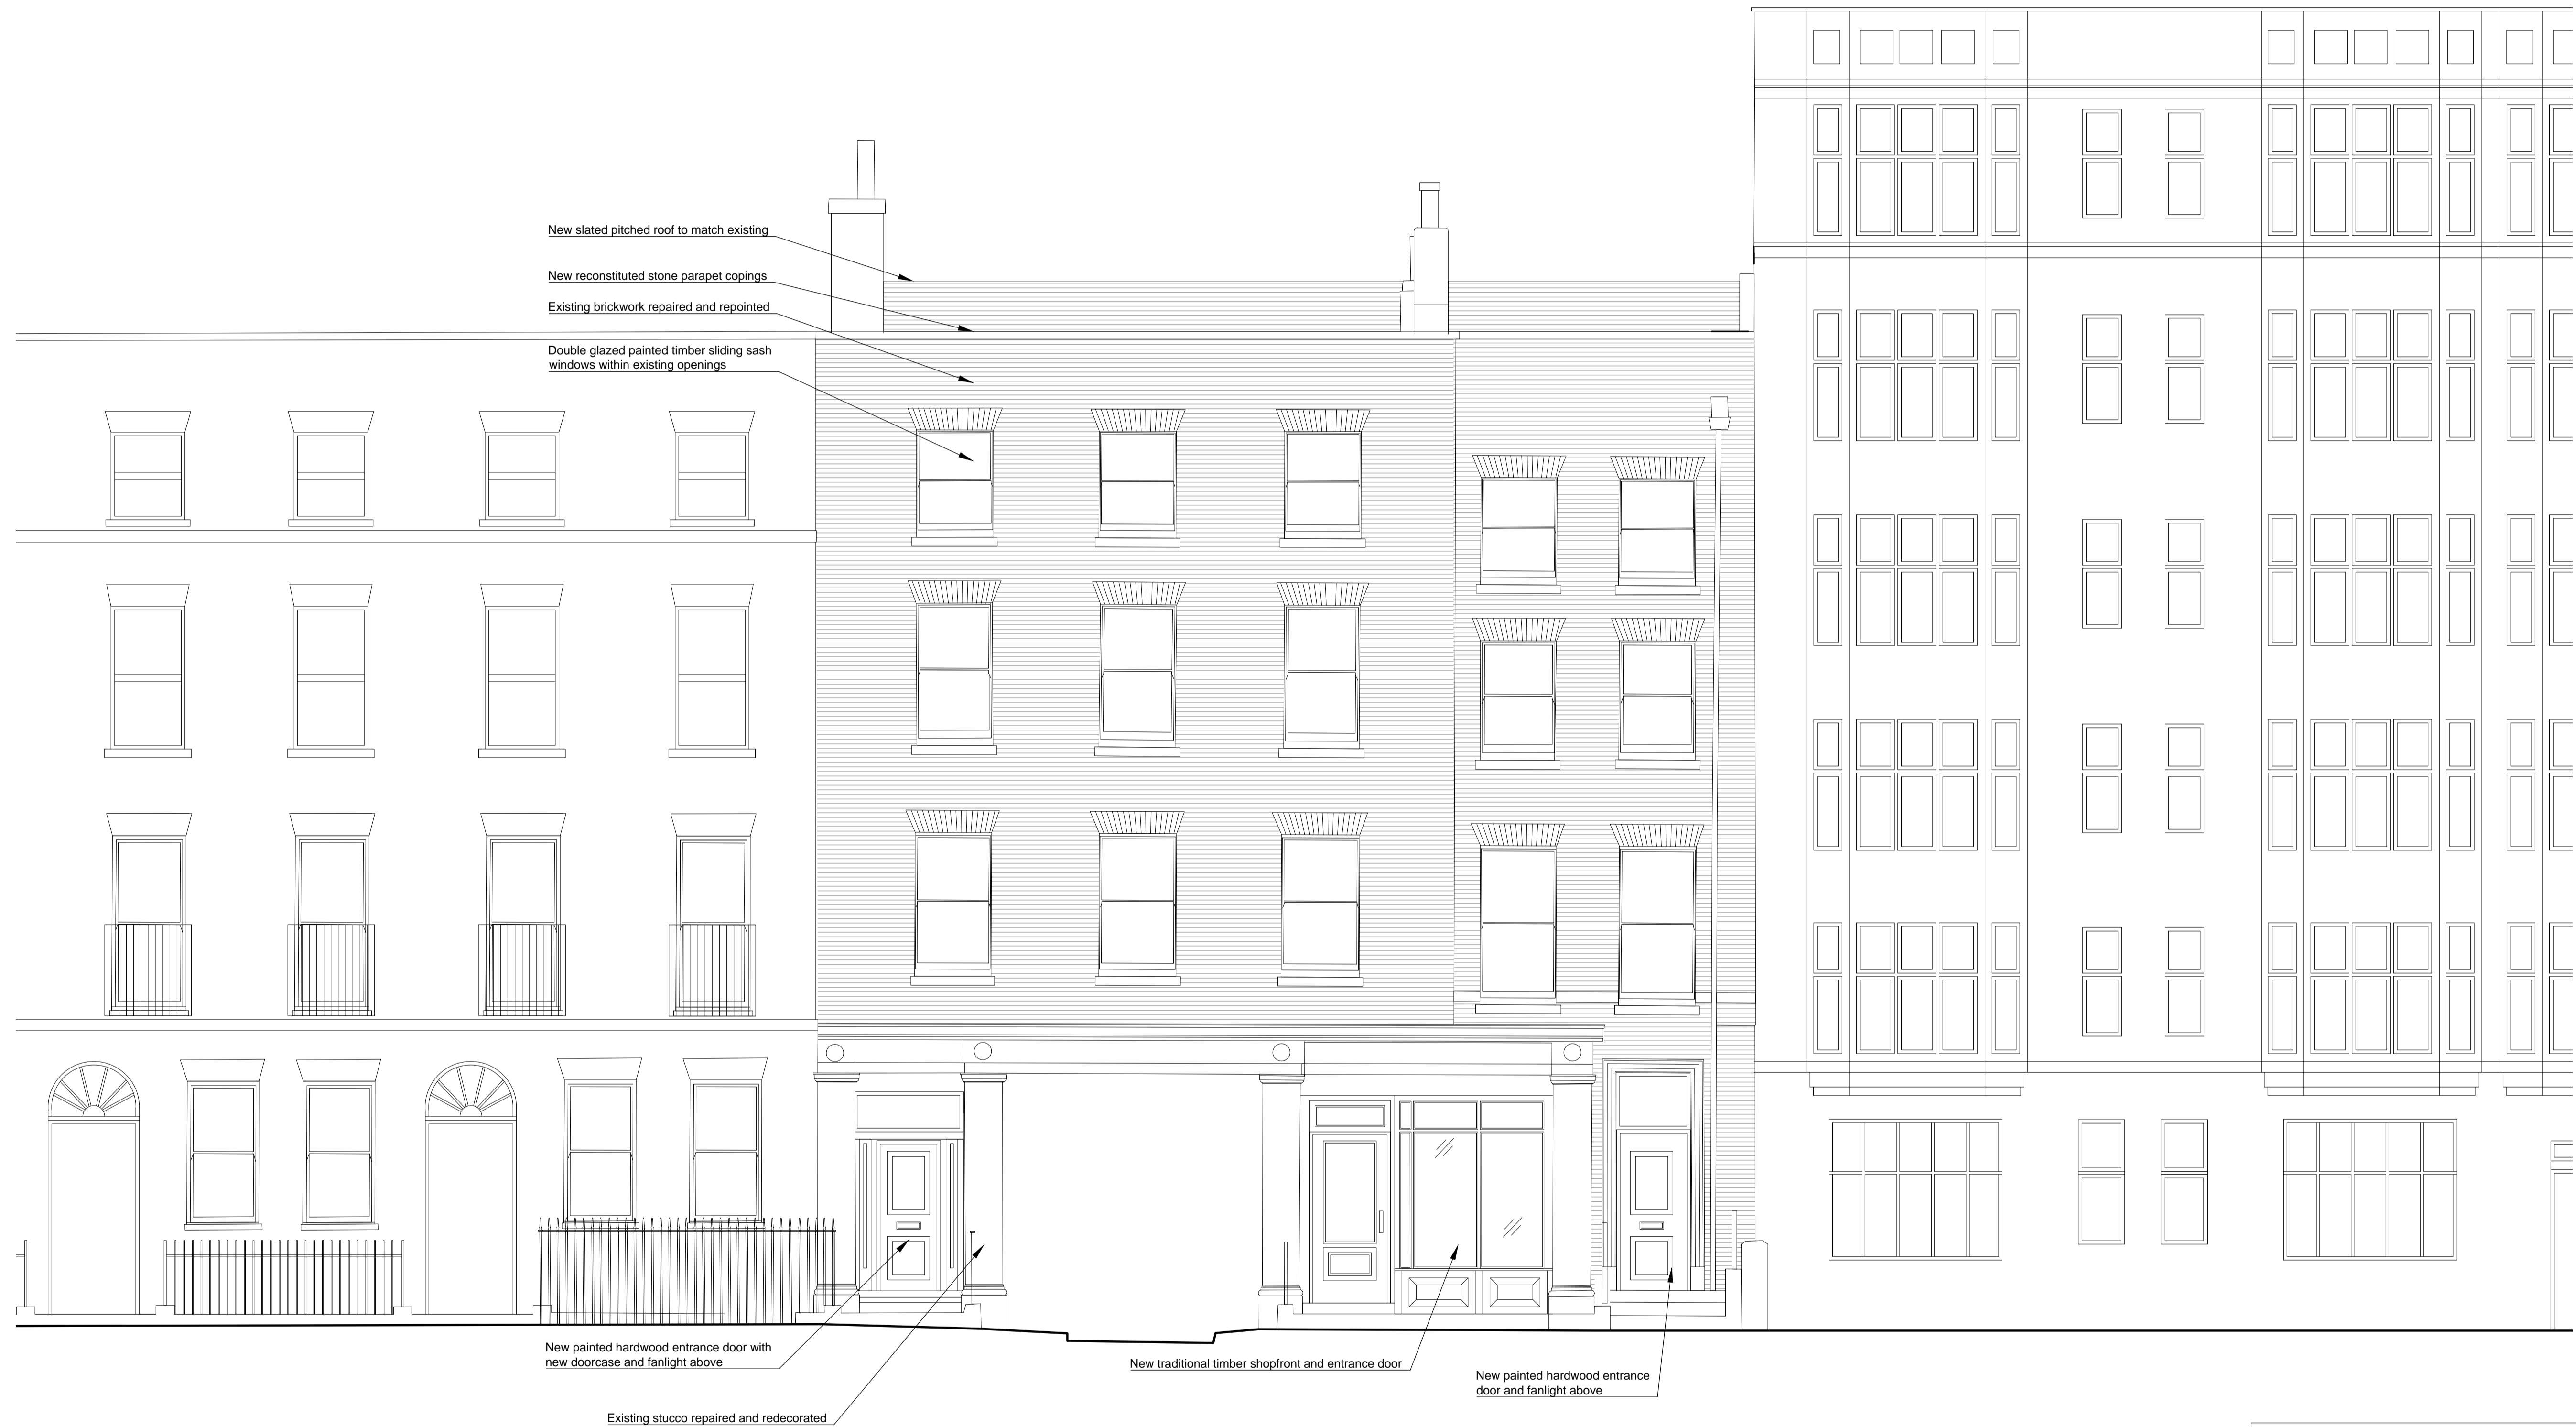 New slated pitched roof to match existing
New reconstituted stone parapet copings
Existing brickwork repaired and repointed
Double glazed painted timber sliding sash
windows within existing openings
New painted hardwood entrance door with
new doorcase and fanlight above
New traditional timber shopfront and entrance door
New painted hardwood entrance
door and fanlight above
Existing stucco repaired and redecorated